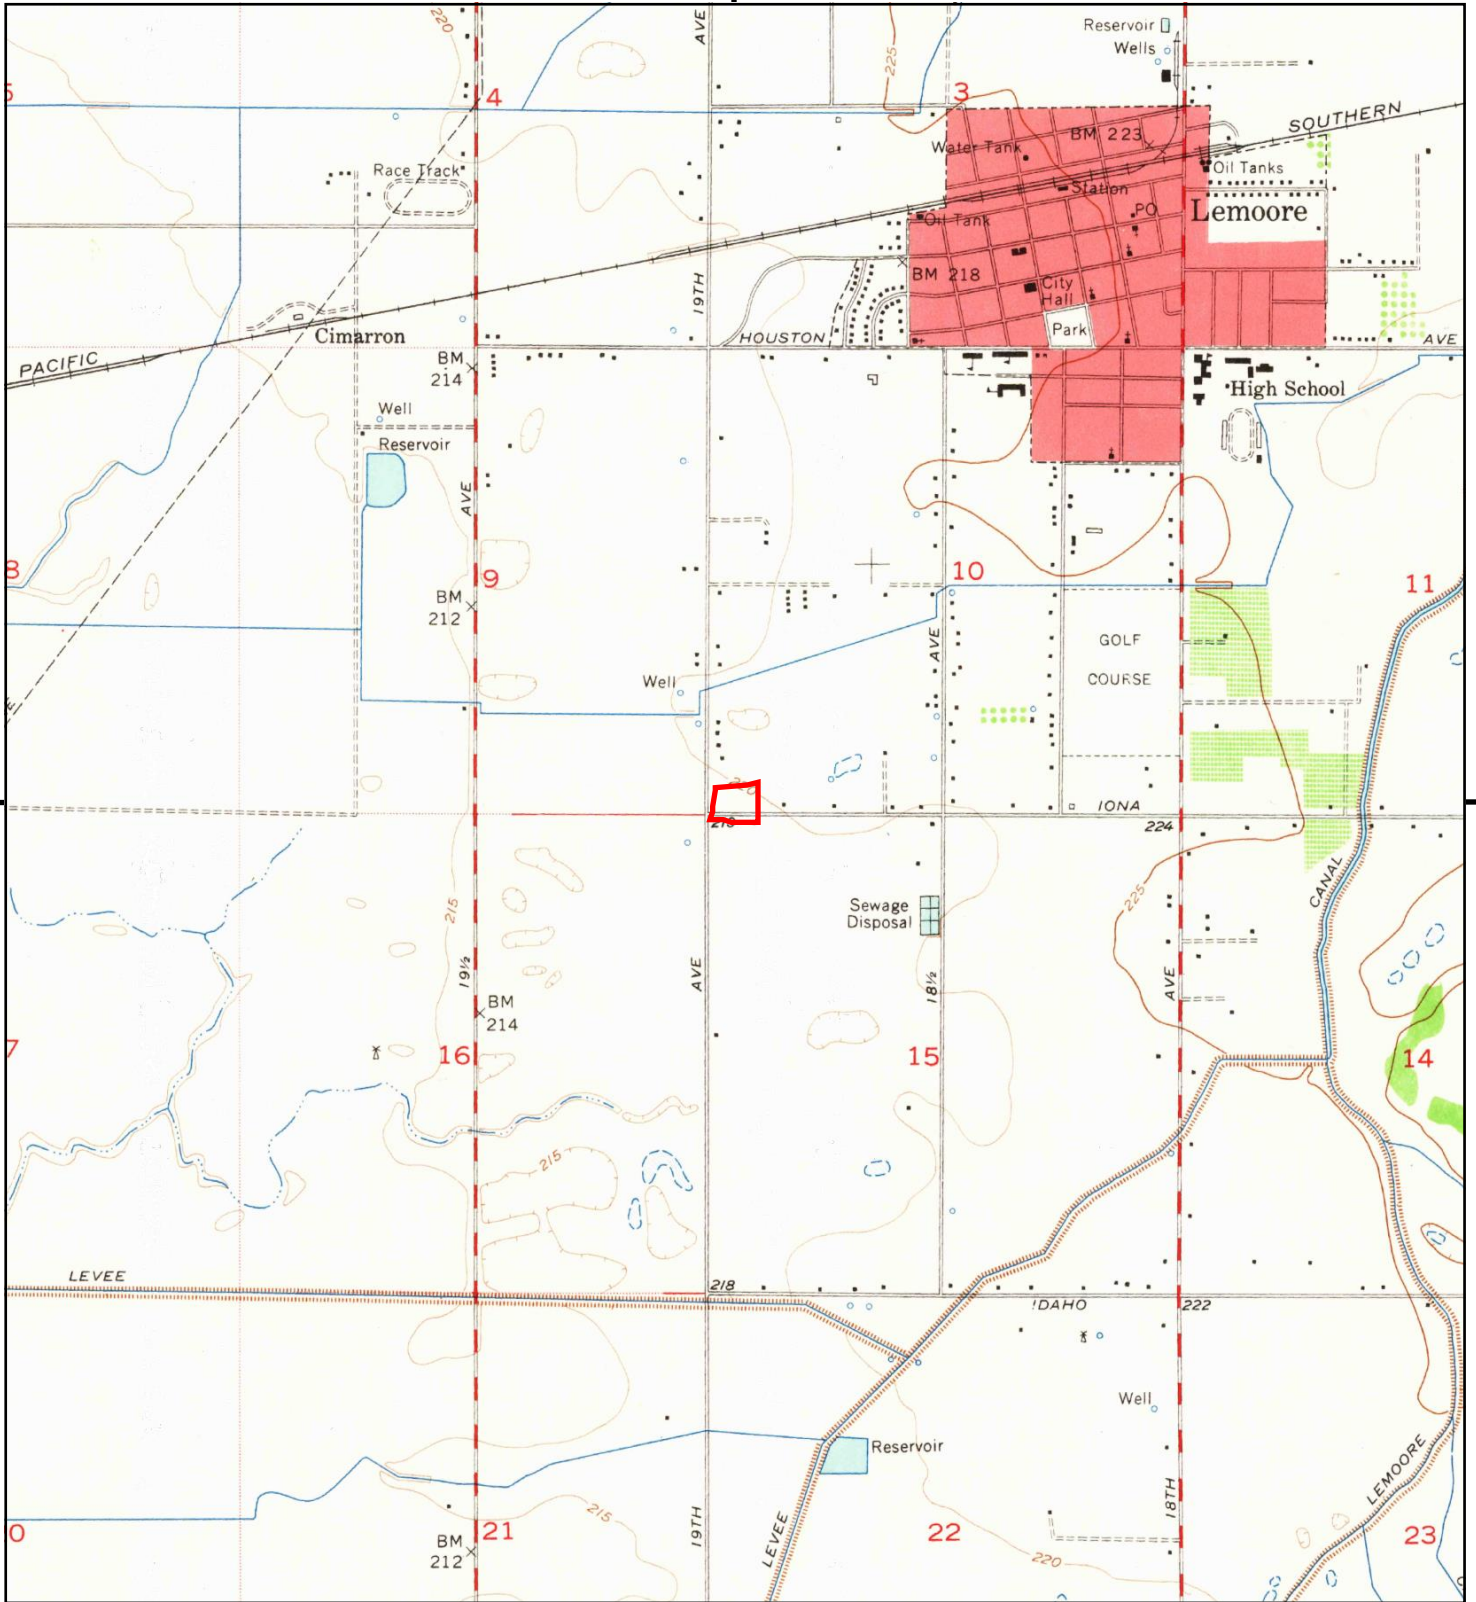 220
AVE
225
Reservoir
Wells
4
3
SOUTHERN
BM 223
Water Tank
Race Track
Oil Tanks
Station
PO
Lemoore
Oil Tank
BM 218
City
Hall
19TH
Park
Cimarron
HOUSTON
AVE
PACIFIC
BM
214
High School
Well
Reservoir
AVE
8
9
10
11
BM
212
GOLF
AVE
COURSE
Well
220
IONA
219
224
CANAL
225
215
Sewage
Disposal
19½
AVE
18½
AVE
BM
214
7
16
15
14
215
LEVEE
218
IDAHO
222
Well
Reservoir
LEMOORE
18TH
215
19TH
LEVEE
0
21
22
23
BM
212
220